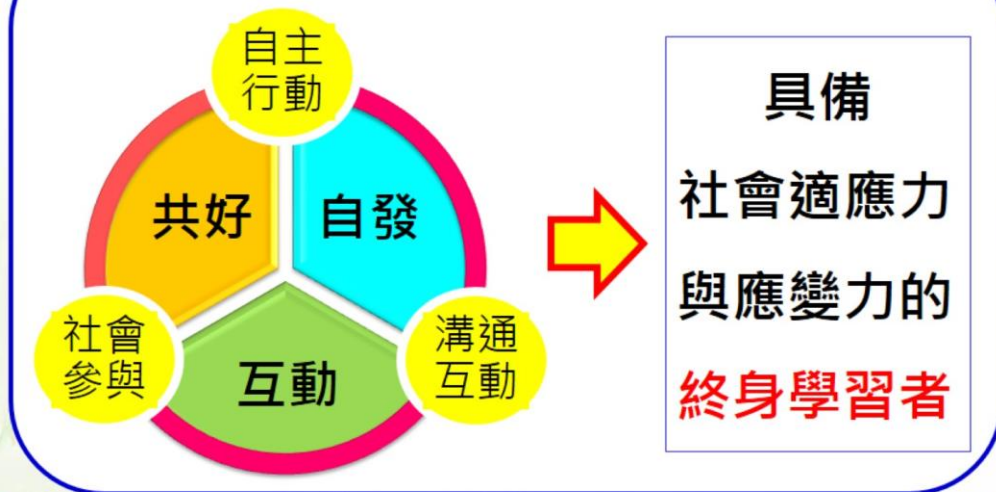 自主
行動
共好
自發
社會
參與
互動
溝通
互動
具備
社會適應力
與應變力的
終身學習者